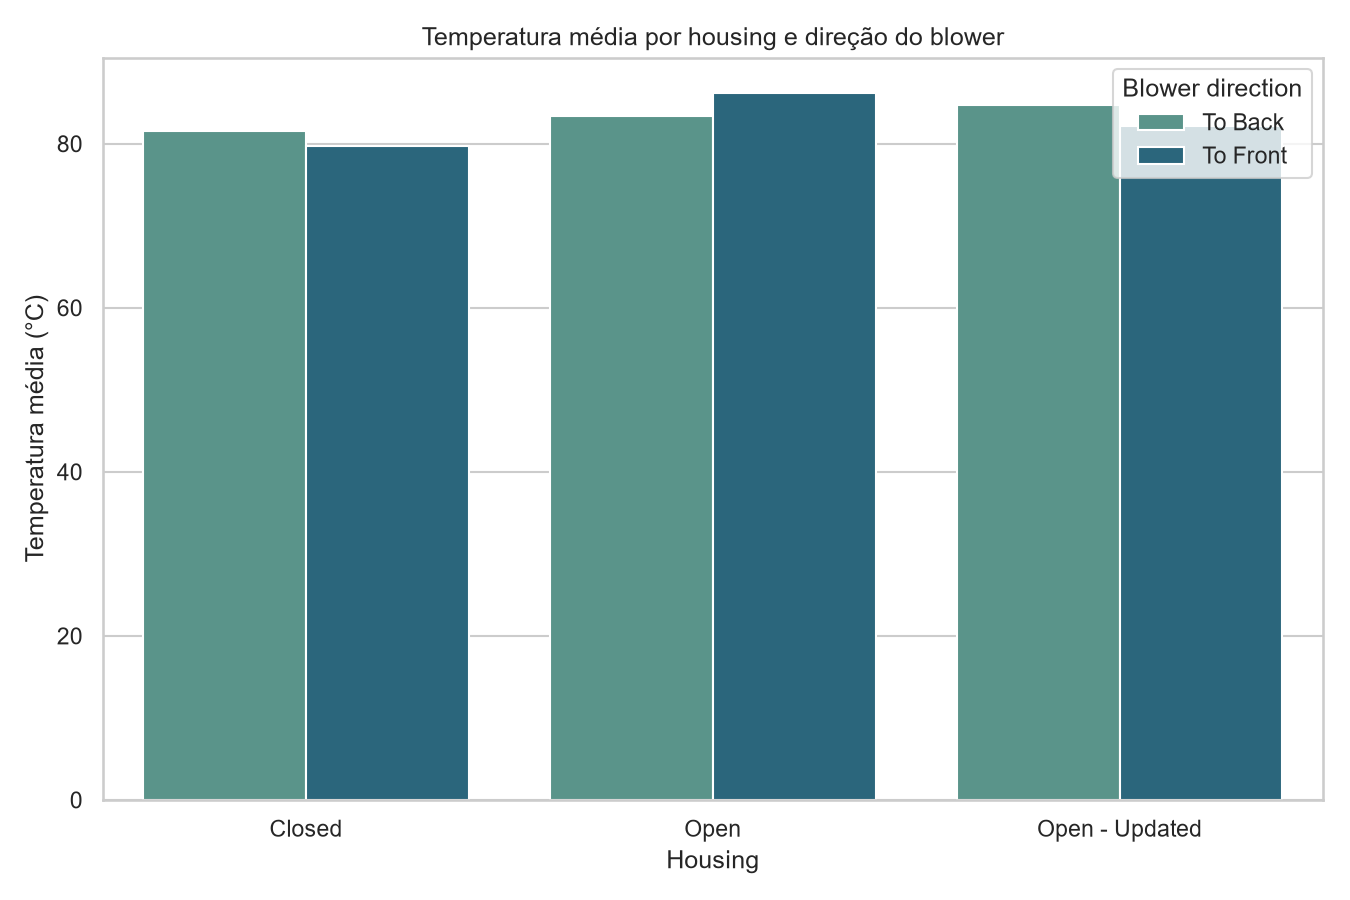 Temperatura média por housing e direção do blower
Blower direction
To Back
To Front
Temperatura média (°C)
80
60
40
20
0
Closed
Open
Open - Updated
Housing